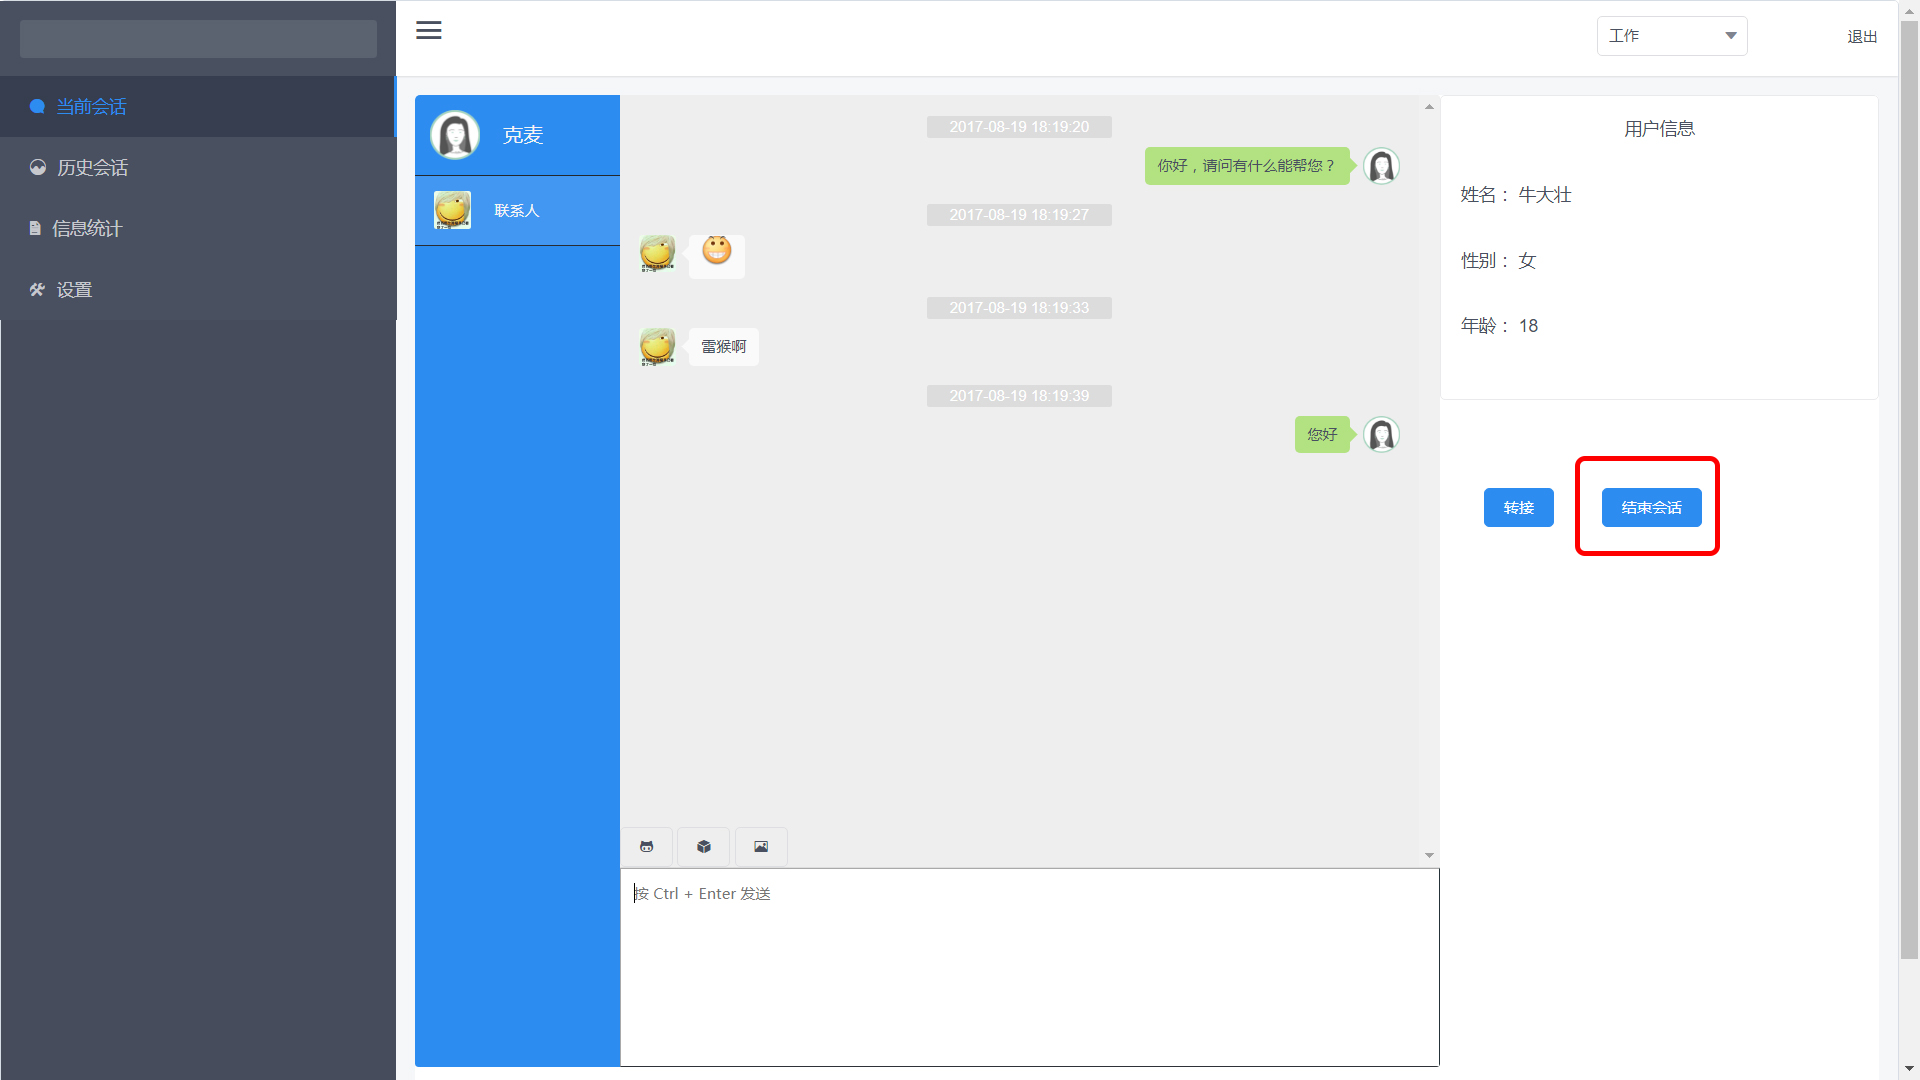 工作
退出
当前会话
历史会话
信息统计
设置
克麦
联系人
2017-08-19 18:19:20
你好，请问有什么能帮您？
2017-08-19 18:19:27
2017-08-19 18:19:33
雷猴啊
2017-08-19 18:19:39
您好
按 Ctrl + Enter 发送
用户信息
姓名： 牛大壮
性别： 女
年龄： 18
转接
结束会话